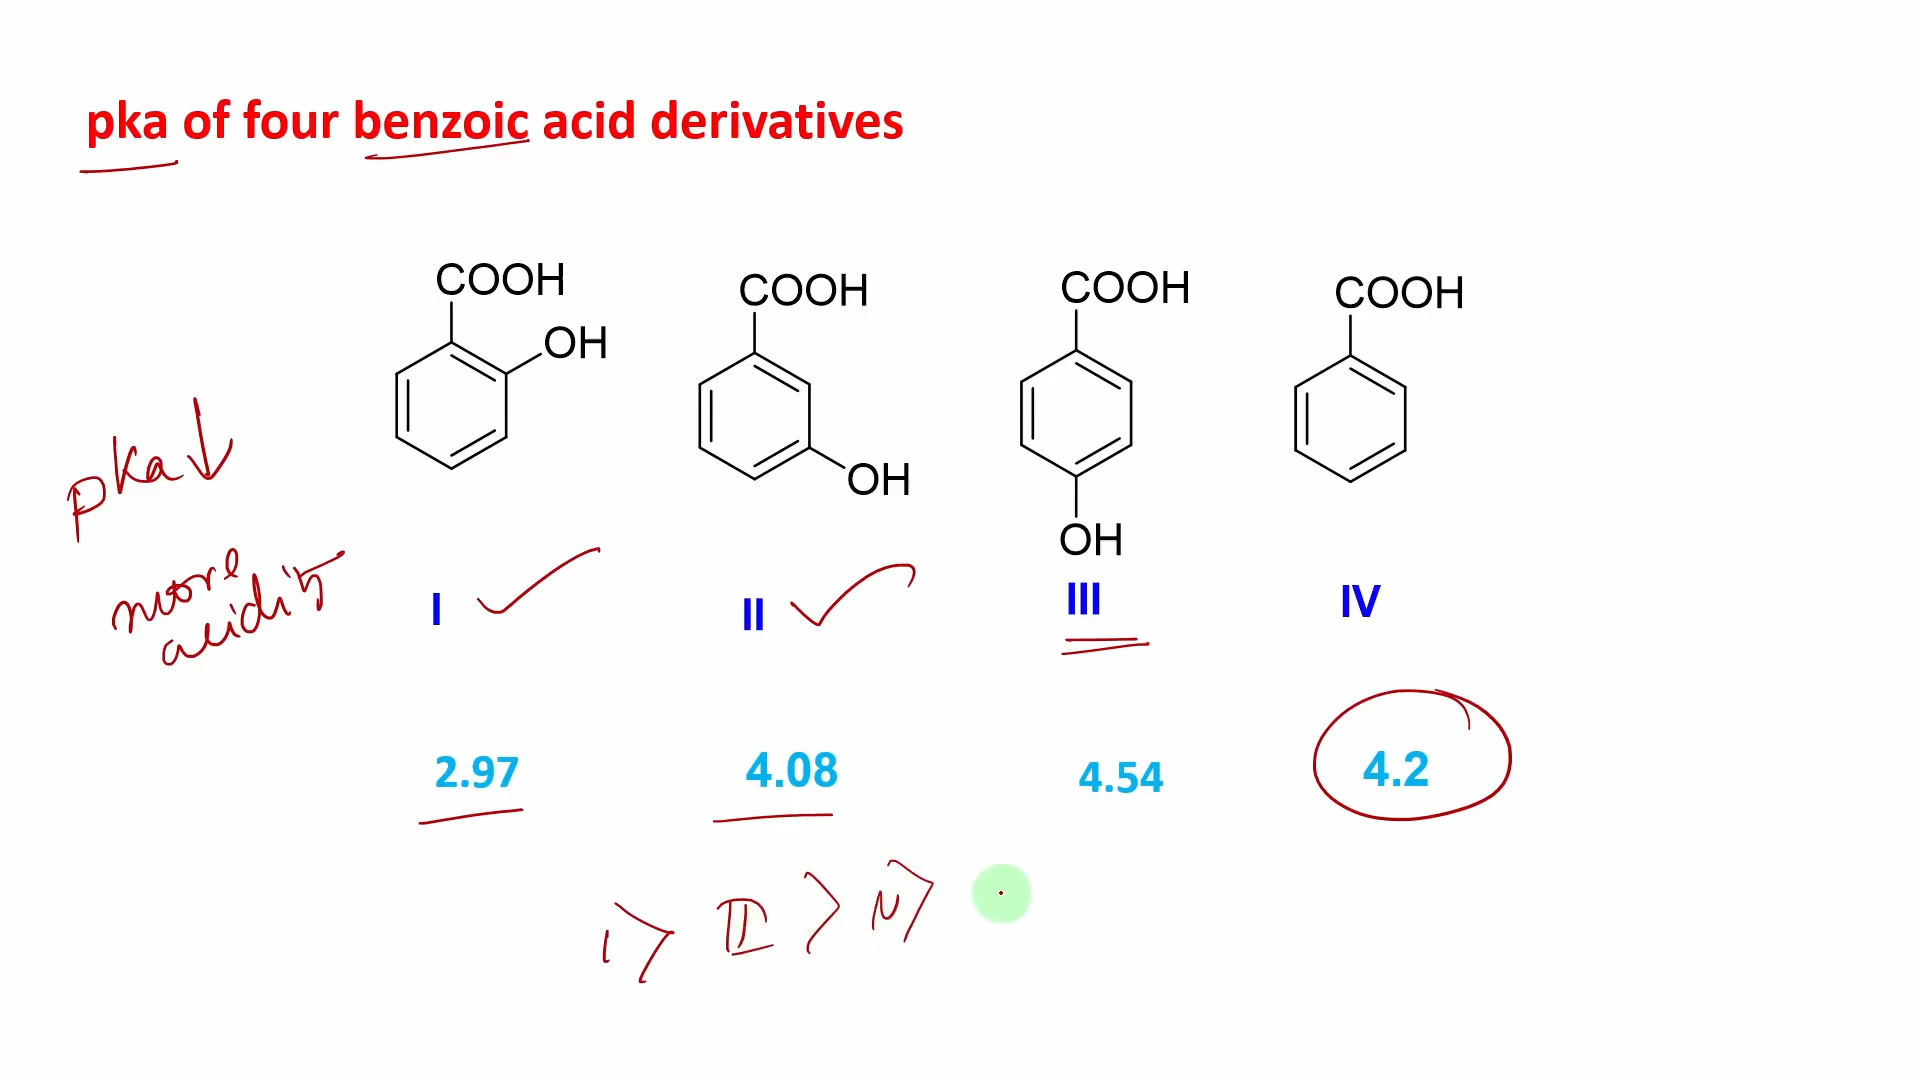 pka of four benzoic acid derivatives
COOH COOH COOH COOH
OH
OH
OH
pka ↓
more
acidity
I II III IV
2.97 4.08 4.54 4.2
I > II > IV >